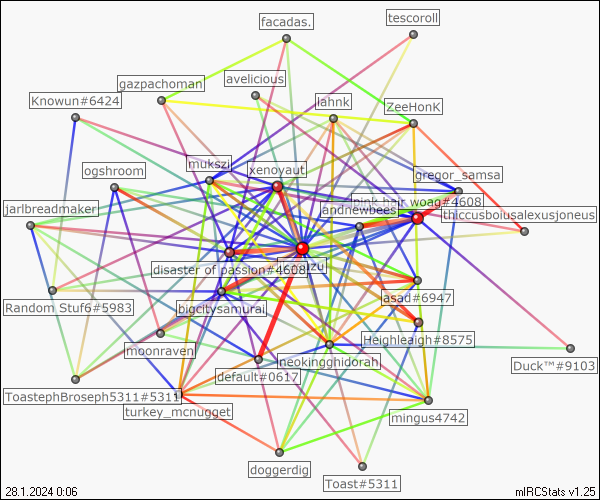 facadas.
tescoroll
avelicious
gazpachoman
Knowun#6424
lahnk
ZeeHonK
mukszi
xenoyaut
ogshroom
gregor_samsa
pink hair woag#4608
jarlbreadmaker
andnewbees
thiccusboiusalexusjoneus
disaster of passion#4608
asad#6947
Random Stuf6#5983
bigcitysamurai
Heighleaigh#8575
moonraven
neokingghidorah
Duck™#9103
default#0617
ToastephBroseph5311#5311
turkey_mcnugget
mingus4742
doggerdig
Toast#5311
28.1.2024 0:06
mIRCStats v1.25